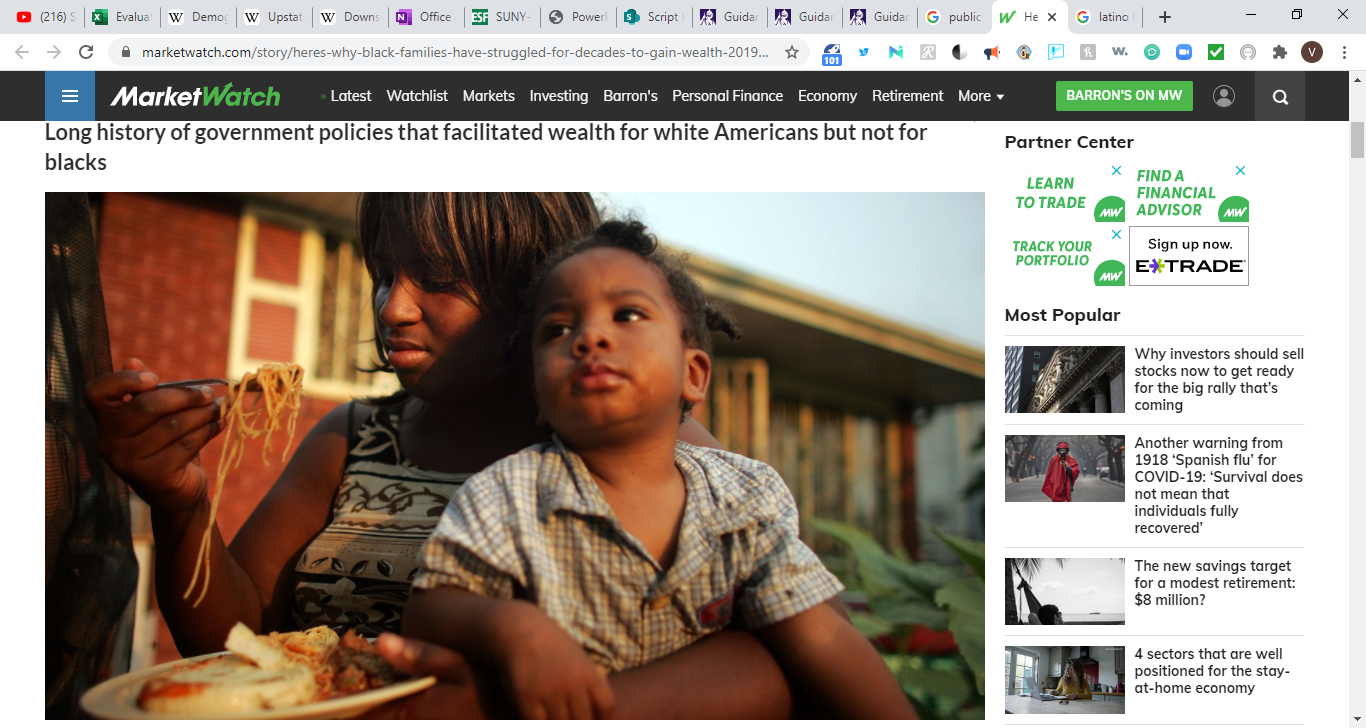 (216) S
Evaluat
Demog
Upstat
Downs
Office
SUNY-
Powerl
Script
Guidar
Guidar
Guidar
public
He
latino
marketwatch.com/story/heres-why-black-families-have-struggled-for-decades-to-gain-wealth-2019...
101
V
MarketWatch
Latest
Watchlist
Markets
Investing
Barron's
Personal Finance
Economy
Retirement
More
BARRON'S ON MW
Long history of government policies that facilitated wealth for white Americans but not for
blacks
Partner Center
LEARN
TO TRADE
MW
FIND A
FINANCIAL
ADVISOR
MW
TRACK YOUR
PORTFOLIO
MW
Sign up now.
E*TRADE
Most Popular
Why investors should sell
stocks now to get ready
for the big rally that's
coming
Another warning from
1918 ‘Spanish flu’ for
COVID-19: ‘Survival does
not mean that
individuals fully
recovered’
The new savings target
for a modest retirement:
$8 million?
4 sectors that are well
positioned for the stay-
at-home economy